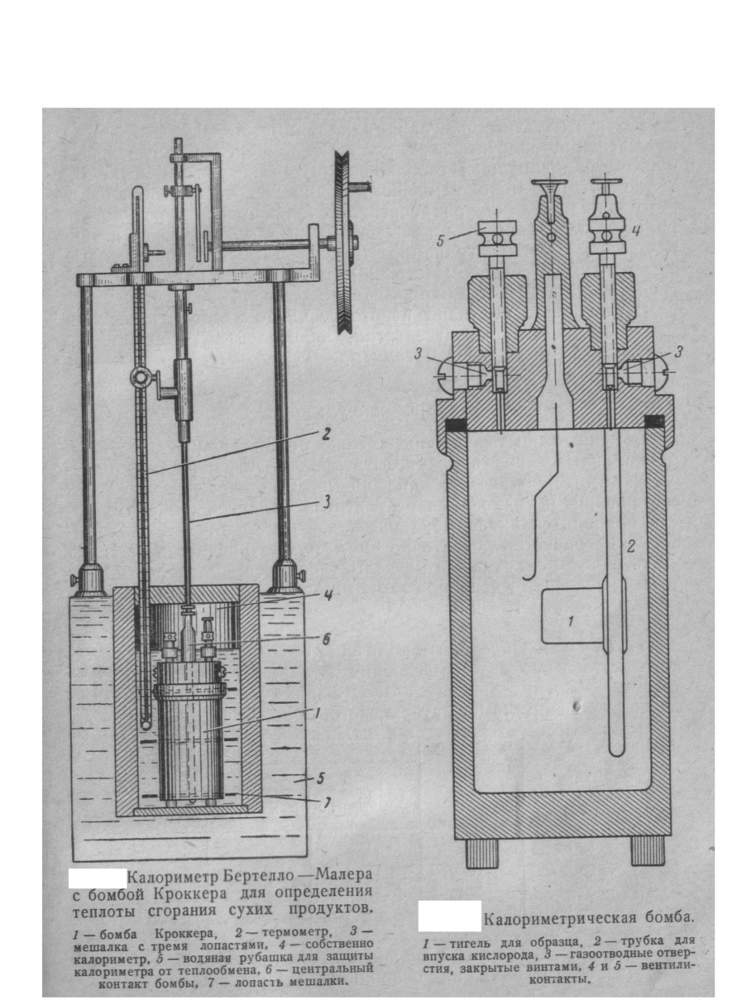 5
4
3
3
2
3
2
4
6
1
1
5
7
Калориметр Бертелло — Малера
с бомбой Кроккера для определения
теплоты сгорания сухих продуктов.
1 — бомба Кроккера, 2 — термометр, 3 —
мешалка с тремя лопастями, 4 — собственно
калориметр, 5 — водяная рубашка для защиты
калориметра от теплообмена, 6 — центральный
контакт бомбы, 7 — лопасть мешалки.
Калориметрическая бомба.
1 — тигель для образца, 2 — трубка для
впуска кислорода, 3 — газоотводные отвер-
стия, закрытые винтами, 4 и 5 — вентили-
контакты.